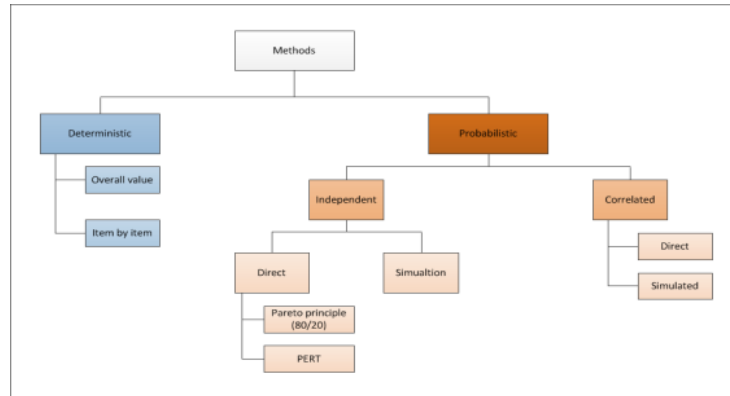 Methods
Deterministic
Probabilistic
Overall value
Independent
Correlated
Item by item
Direct
Direct
Simualtion
Simulated
Pareto principle
(80/20)
PERT